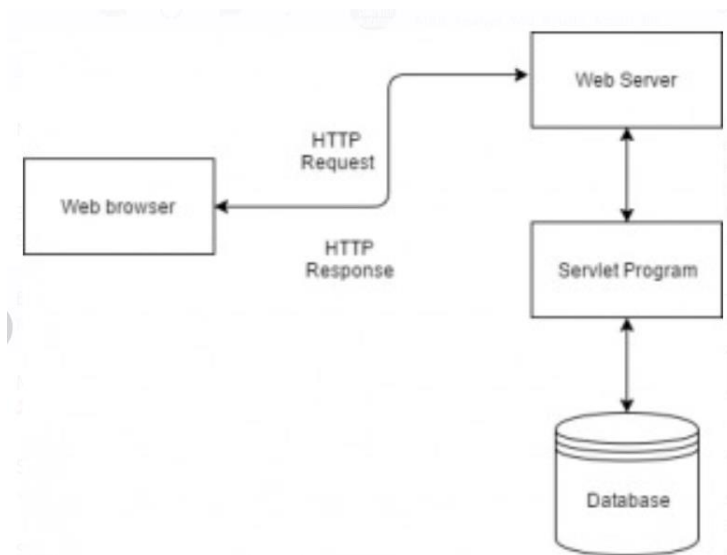 Web Server
HTTP
Request
Web browser
HTTP
Response
Servlet Program
Database